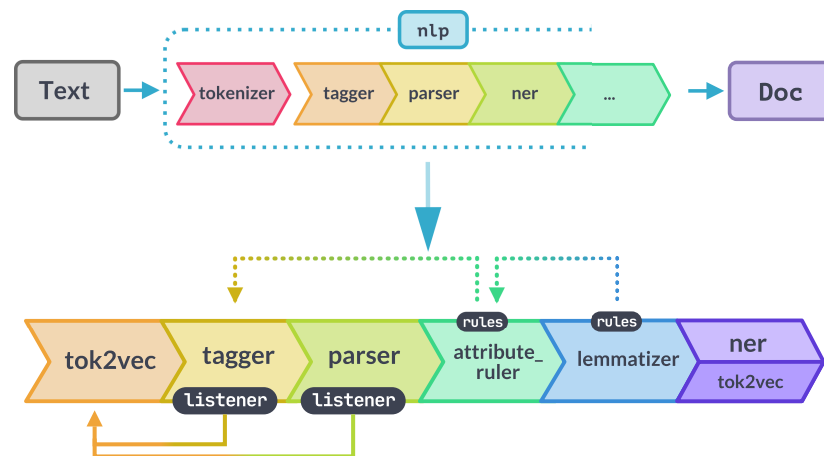 nlp
Text
tokenizer
tagger
parser
ner
...
Doc
rules
rules
tok2vec
tagger
parser
attribute_
ruler
lemmatizer
ner
tok2vec
listener
listener